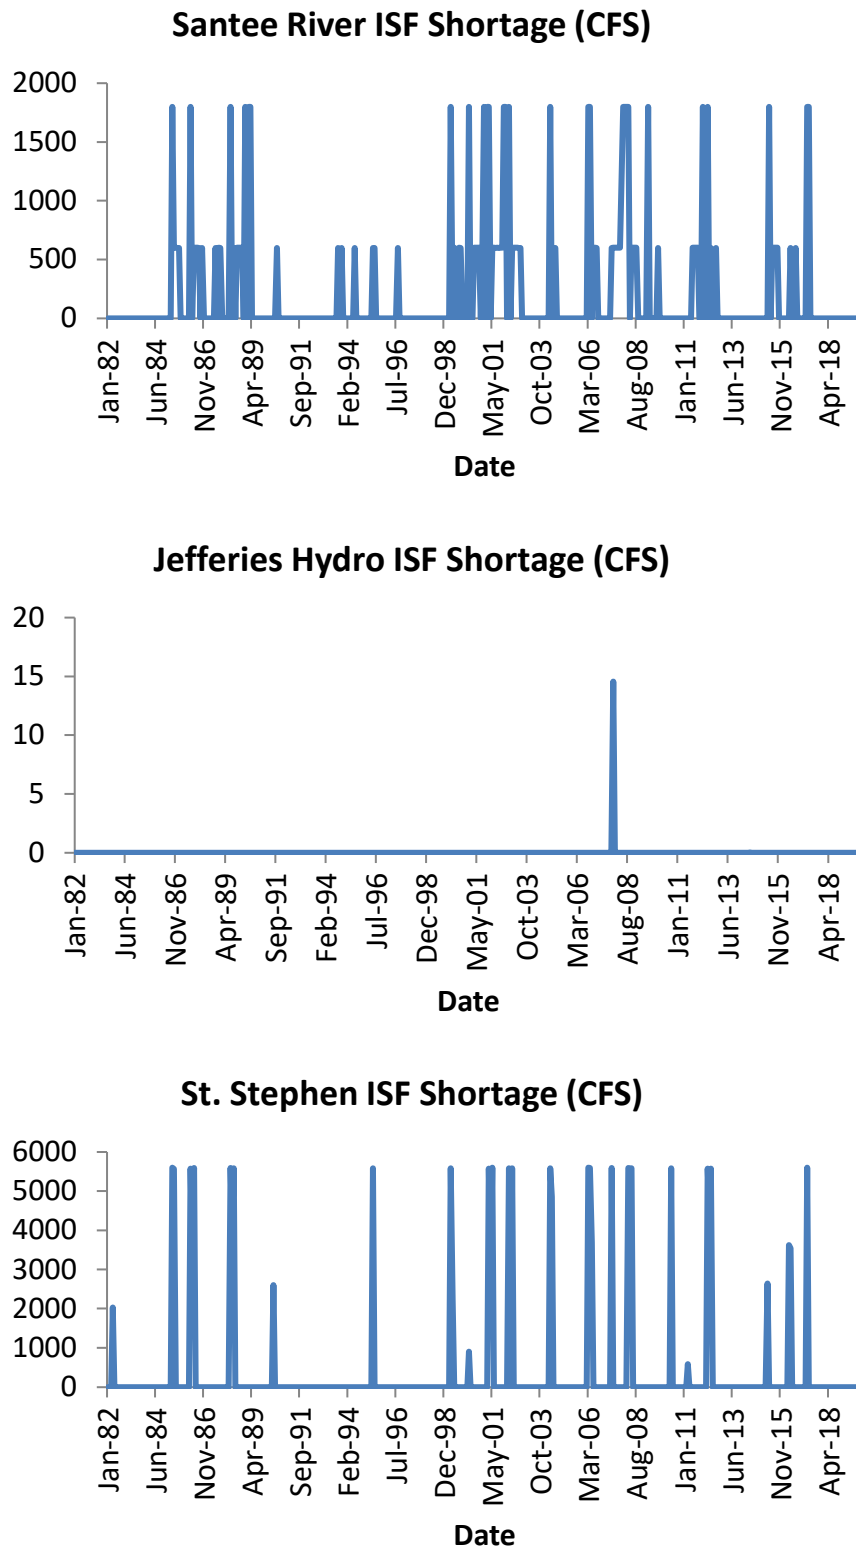 Santee River ISF Shortage (CFS)
2000
1500
1000
500
0
Jan-82
Jun-84
Nov-86
Apr-89
Sep-91
Feb-94
Jul-96
Dec-98
May-01
Oct-03
Mar-06
Aug-08
Jan-11
Jun-13
Nov-15
Apr-18
Date
Jefferies Hydro ISF Shortage (CFS)
20
15
10
5
0
Jan-82
Jun-84
Nov-86
Apr-89
Sep-91
Feb-94
Jul-96
Dec-98
May-01
Oct-03
Mar-06
Aug-08
Jan-11
Jun-13
Nov-15
Apr-18
Date
St. Stephen ISF Shortage (CFS)
6000
5000
4000
3000
2000
1000
0
Jan-82
Jun-84
Nov-86
Apr-89
Sep-91
Feb-94
Jul-96
Dec-98
May-01
Oct-03
Mar-06
Aug-08
Jan-11
Jun-13
Nov-15
Apr-18
Date